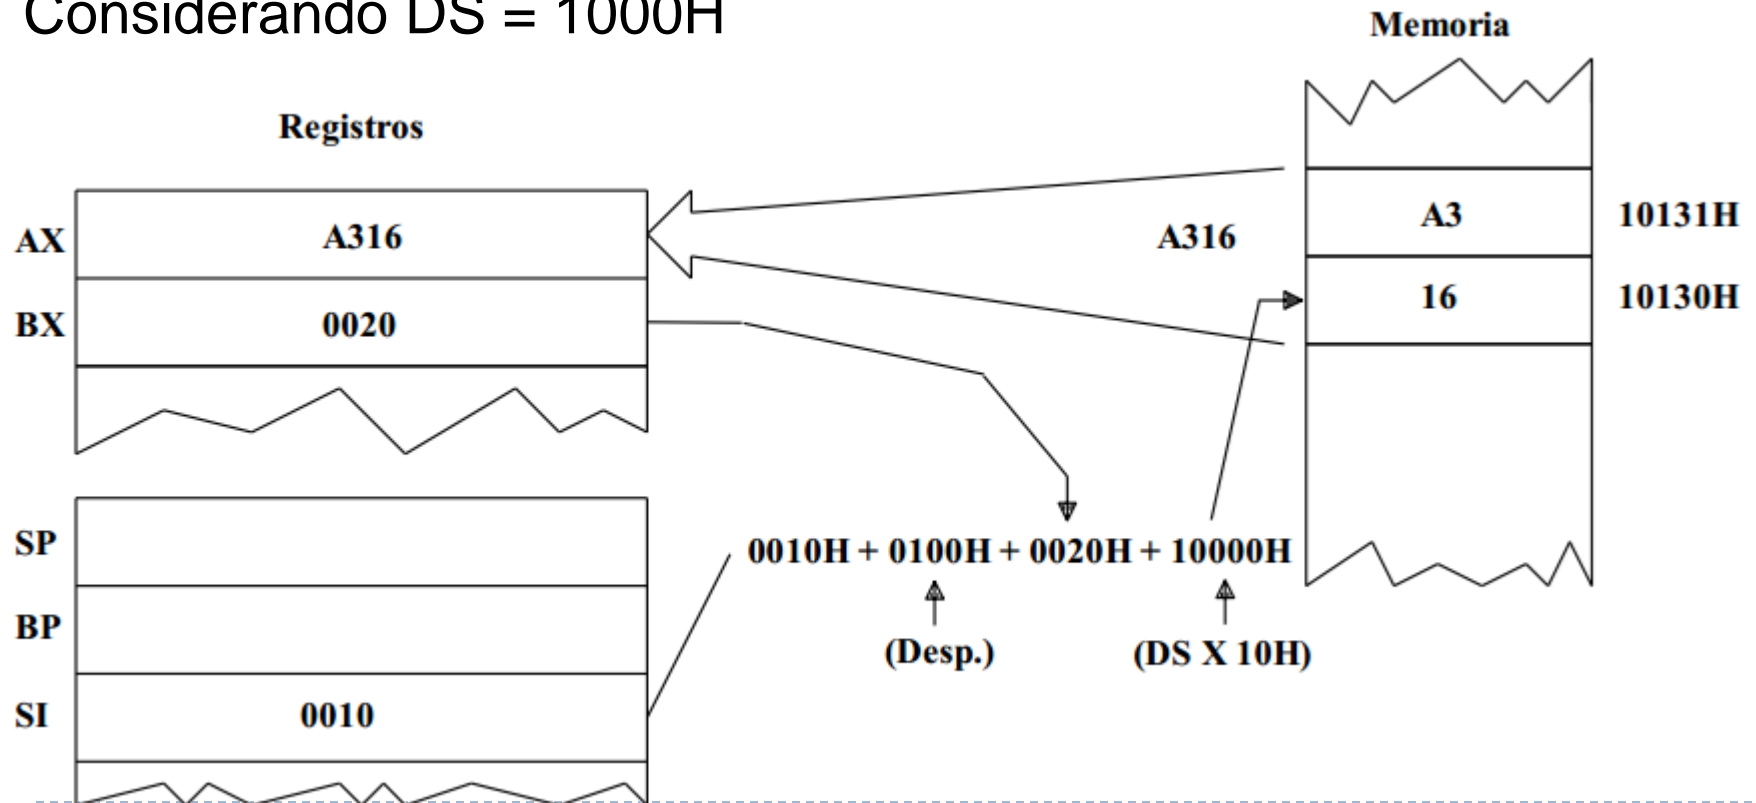 Considerando DS = 1000H
Memoria
Registros
AX
A316
A316
A3
10131H
BX
0020
16
10130H
SP
0010H + 0100H + 0020H + 10000H
BP
(Desp.)
(DS X 10H)
SI
0010